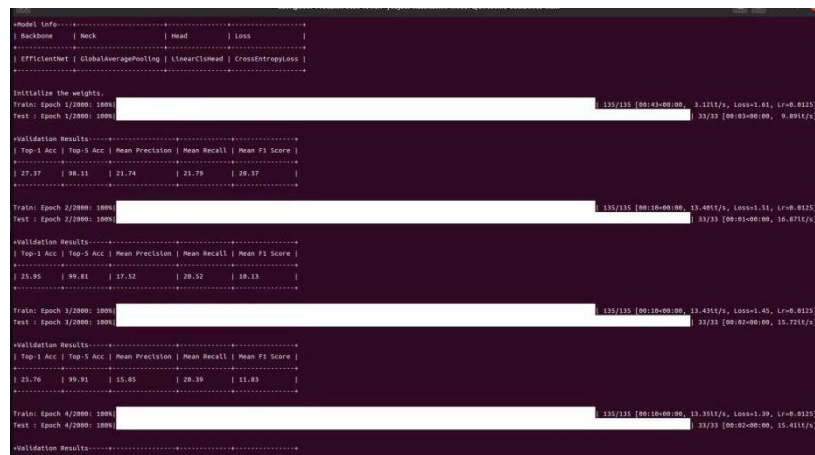 +Model info----+----------------------+---------------+------------------+
| Backbone | Neck | Head | Loss |
+--------------+----------------------+---------------+------------------+
| EfficientNet | GlobalAveragePooling | LinearClsHead | CrossEntropyLoss |
+--------------+----------------------+---------------+------------------+
Initialize the weights.
Train: Epoch 1/2000: 100%| | 135/135 [00:43<00:00, 3.12it/s, Loss=1.61, Lr=0.0125]
Test : Epoch 1/2000: 100%| | 33/33 [00:03<00:00, 9.89it/s]
+Validation Results-----+----------------+-------------+---------------+
| Top-1 Acc | Top-5 Acc | Mean Precision | Mean Recall | Mean F1 Score |
+-----------+-----------+----------------+-------------+---------------+
| 27.37 | 98.11 | 21.74 | 21.79 | 20.37 |
+-----------+-----------+----------------+-------------+---------------+
Train: Epoch 2/2000: 100%| | 135/135 [00:10<00:00, 13.40it/s, Loss=1.51, Lr=0.0125]
Test : Epoch 2/2000: 100%| | 33/33 [00:01<00:00, 16.87it/s]
+Validation Results-----+----------------+-------------+---------------+
| Top-1 Acc | Top-5 Acc | Mean Precision | Mean Recall | Mean F1 Score |
+-----------+-----------+----------------+-------------+---------------+
| 25.95 | 99.81 | 17.52 | 20.52 | 10.13 |
+-----------+-----------+----------------+-------------+---------------+
Train: Epoch 3/2000: 100%| | 135/135 [00:10<00:00, 13.43it/s, Loss=1.45, Lr=0.0125]
Test : Epoch 3/2000: 100%| | 33/33 [00:02<00:00, 15.72it/s]
+Validation Results-----+----------------+-------------+---------------+
| Top-1 Acc | Top-5 Acc | Mean Precision | Mean Recall | Mean F1 Score |
+-----------+-----------+----------------+-------------+---------------+
| 25.76 | 99.91 | 15.85 | 20.39 | 11.83 |
+-----------+-----------+----------------+-------------+---------------+
Train: Epoch 4/2000: 100%| | 135/135 [00:10<00:00, 13.35it/s, Loss=1.39, Lr=0.0125]
Test : Epoch 4/2000: 100%| | 33/33 [00:02<00:00, 15.41it/s]
+Validation Results-----+----------------+-------------+---------------+